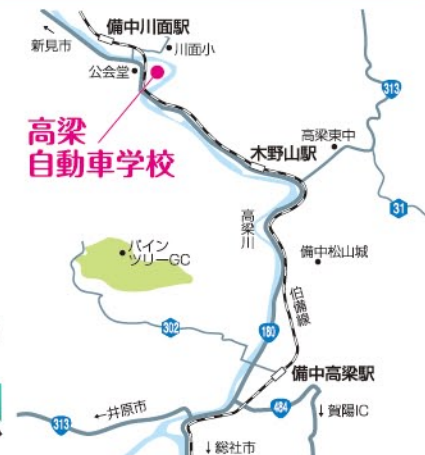 備中川面駅
新見市
川面小
公会堂
313
高梁
自動車学校
高梁東中
木野山駅
31
高梁川
備中松山城
パイン
ツリーGC
伯備線
302
180
備中高梁駅
484
↓賀陽IC
←井原市
313
↓総社市